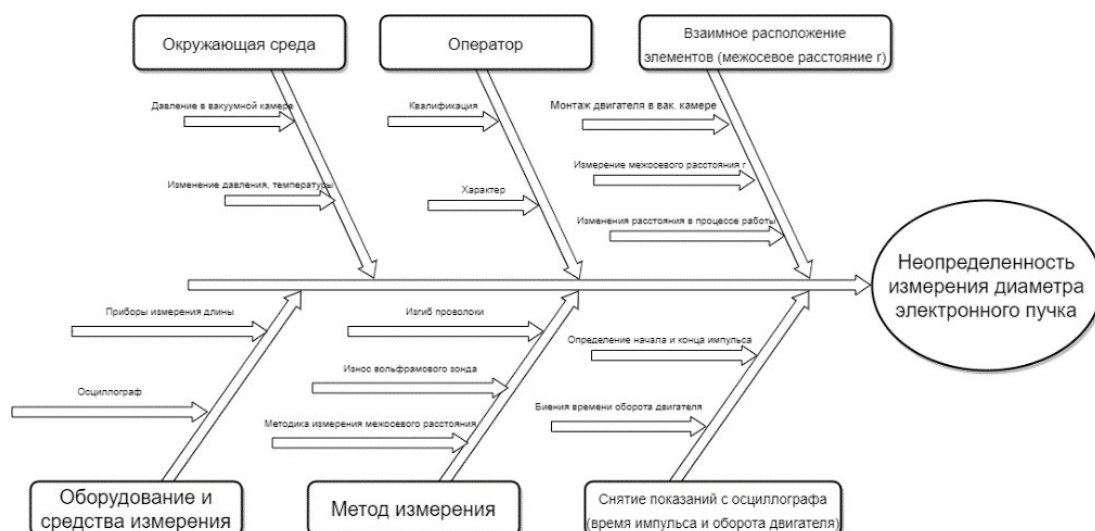 Окружающая среда
Оператор
Взаимное расположение
элементов (межосевое расстояние r)
Давление в вакуумной камере
Изменение давления, температуры
Квалификация
Характер
Монтаж двигателя в вак. камере
Измерение межосевого расстояния r
Изменения расстояния в процессе работы
Неопределенность
измерения диаметра
электронного пучка
Приборы измерения длины
Осциллограф
Изгиб проволоки
Износ вольфрамового зонда
Методика измерения межосевого расстояния
Определение начала и конца импульса
Биения времени оборота двигателя
Оборудование и
средства измерения
Метод измерения
Снятие показаний с осциллографа
(время импульса и оборота двигателя)